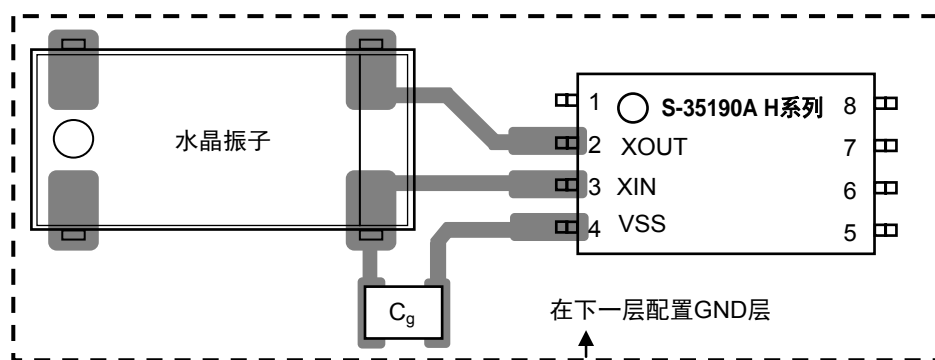 水晶振子
S-35190A H系列
1
2 XOUT
3 XIN
4 VSS
8
7
6
5
Cg
在下一层配置GND层